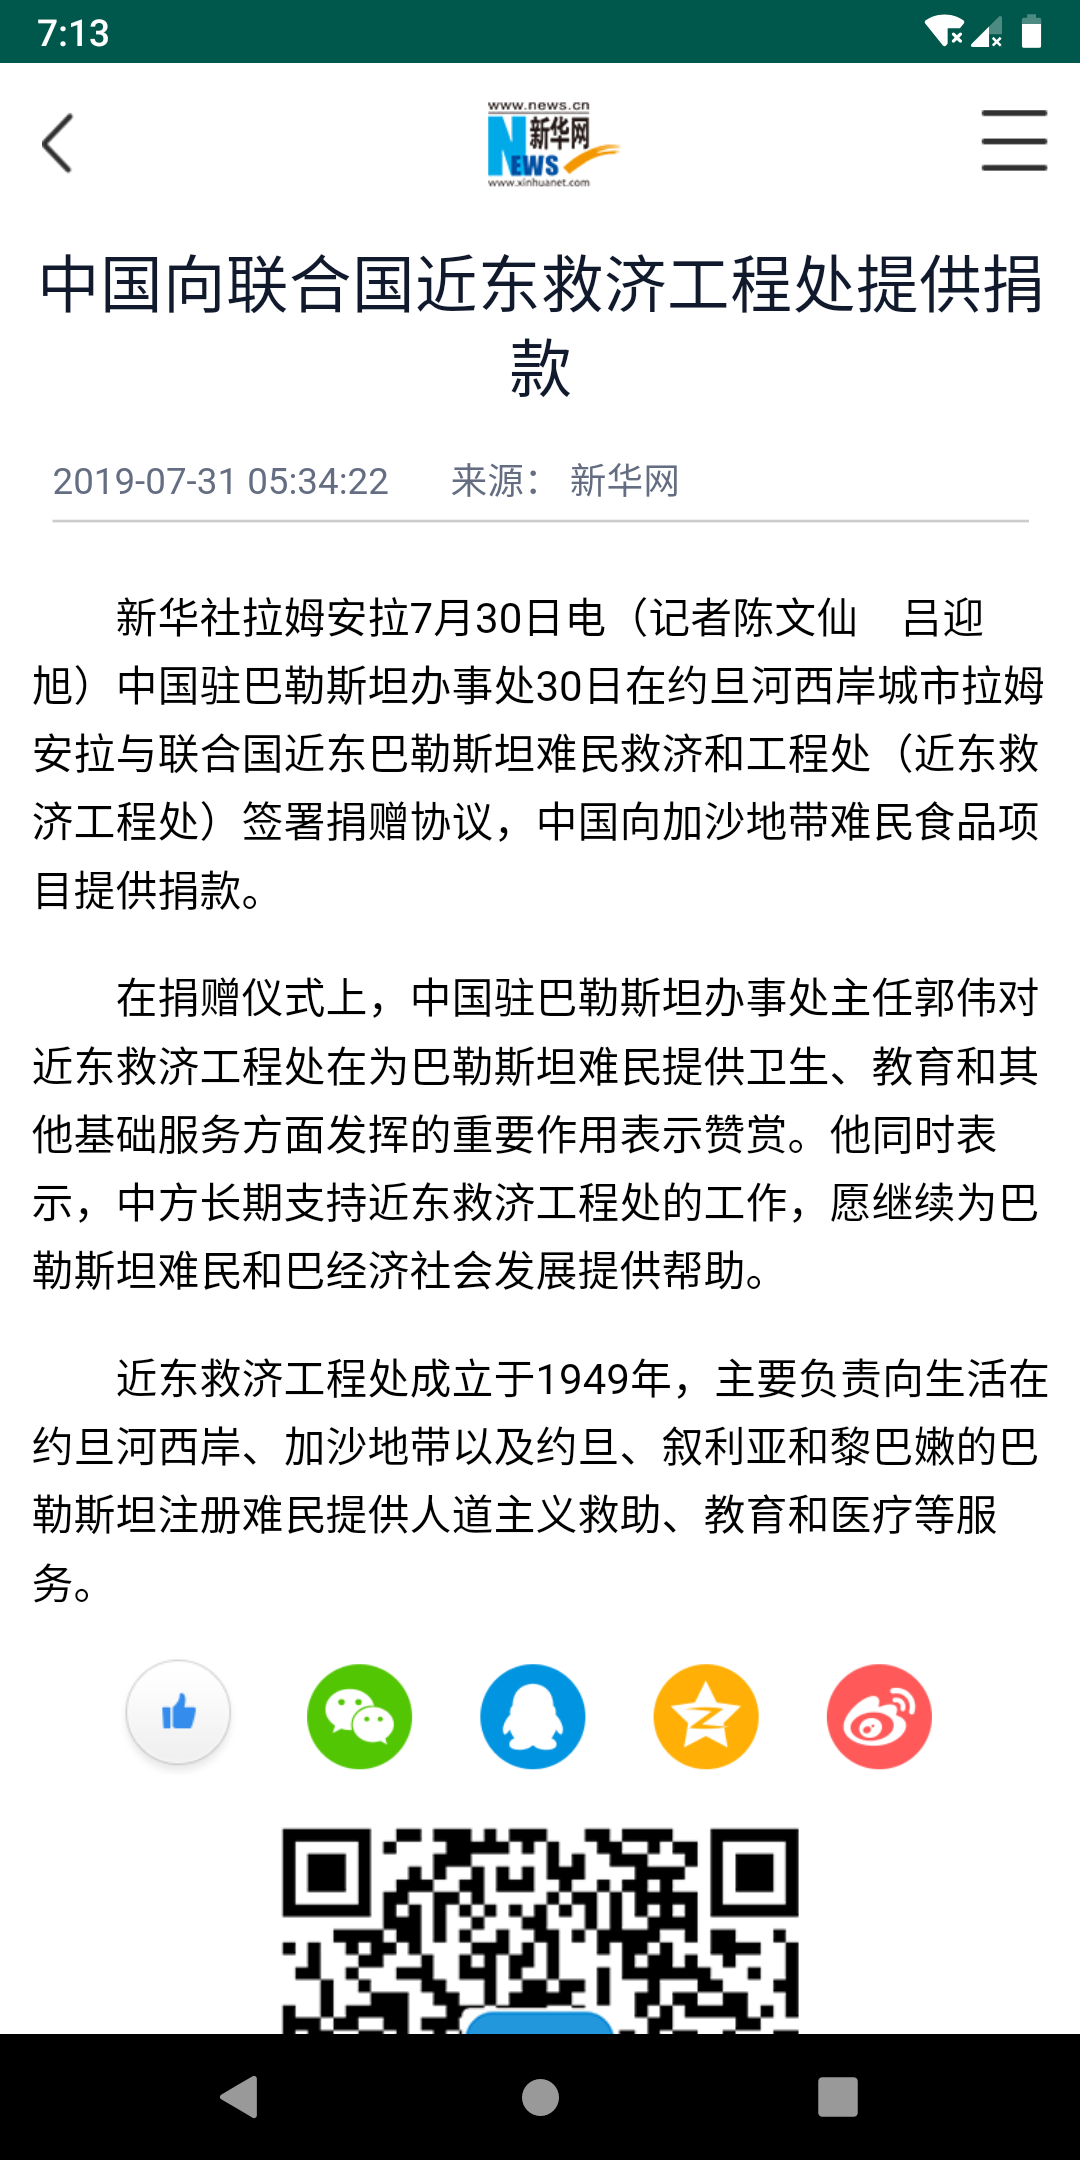 7:13
www.news.cn
新华网
NEWS
www.xinhuanet.com
中国向联合国近东救济工程处提供捐
款
2019-07-31 05:34:22 来源： 新华网
新华社拉姆安拉7月30日电（记者陈文仙　吕迎
旭）中国驻巴勒斯坦办事处30日在约旦河西岸城市拉姆
安拉与联合国近东巴勒斯坦难民救济和工程处（近东救
济工程处）签署捐赠协议，中国向加沙地带难民食品项
目提供捐款。
在捐赠仪式上，中国驻巴勒斯坦办事处主任郭伟对
近东救济工程处在为巴勒斯坦难民提供卫生、教育和其
他基础服务方面发挥的重要作用表示赞赏。他同时表
示，中方长期支持近东救济工程处的工作，愿继续为巴
勒斯坦难民和巴经济社会发展提供帮助。
近东救济工程处成立于1949年，主要负责向生活在
约旦河西岸、加沙地带以及约旦、叙利亚和黎巴嫩的巴
勒斯坦注册难民提供人道主义救助、教育和医疗等服
务。